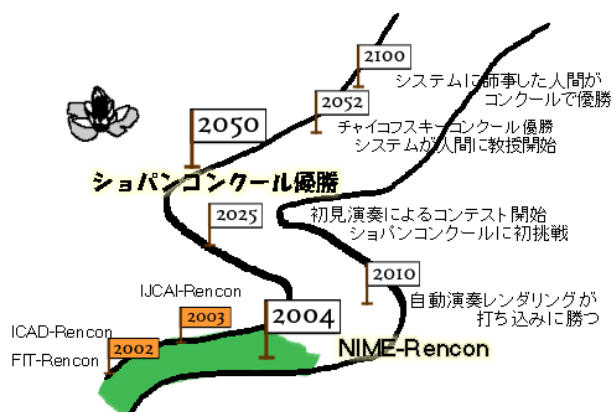 2100
システムに師事した人間が
コンクールで優勝
2052
チャイコフスキーコンクール優勝
システムが人間に教授開始
2050
ショパンコンクール優勝
2025
初見演奏によるコンテスト開始
ショパンコンクールに初挑戦
2010
自動演奏レンダリングが
打ち込みに勝つ
IJCAI-Rencon
2003
2004
NIME-Rencon
ICAD-Rencon
2002
FIT-Rencon